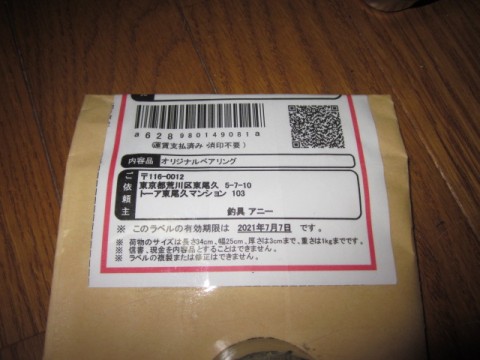 a628980149081a
(運賃支払済み・消印不要)
内容品 オリジナルベアリング
ご依頼主
〒116-0012
東京都荒川区東尾久 5-7-10
トーア東尾久マンション 103
釣具 アニー
※ このラベルの有効期限は 2021年7月7日 です。
※ 荷物のサイズは長さ34cm、幅25cm、厚さは3cmまで。重さは1kgまでです。
※ 信書、現金を内容品とすることはできません。
※ ラベルの複製または修正はできません。